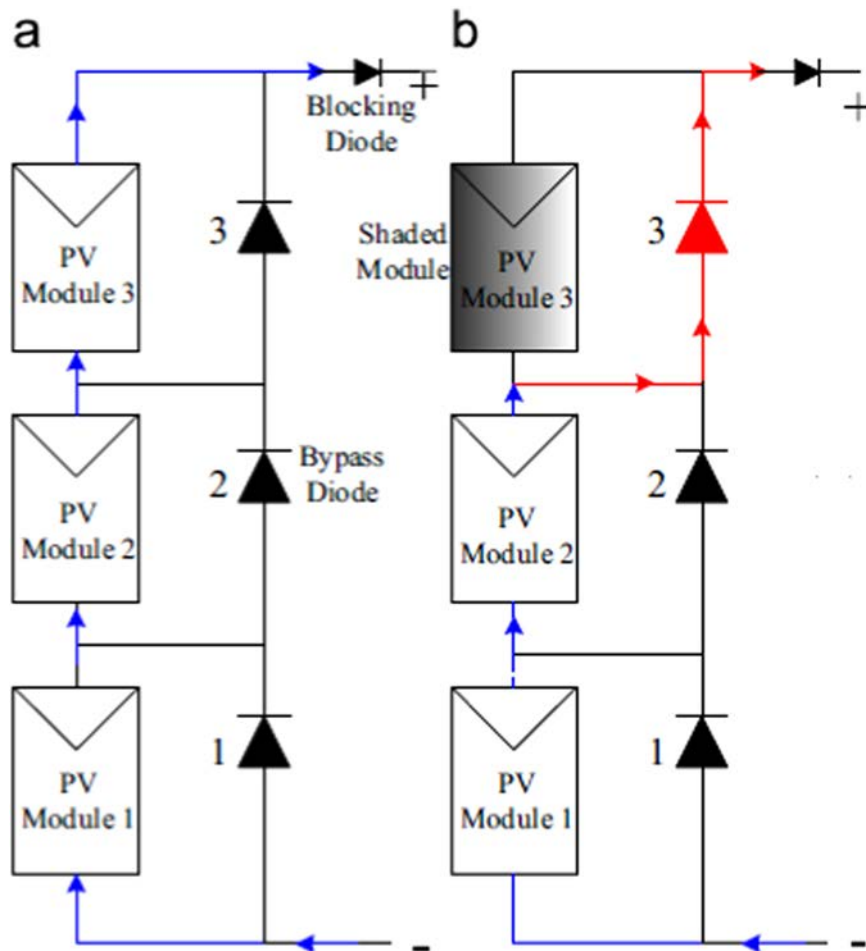 a
+
Blocking
Diode
3
PV
Module 3
2
Bypass
Diode
PV
Module 2
1
PV
Module 1
-
b
+
Shaded
Module
3
PV
Module 3
2
PV
Module 2
1
PV
Module 1
-